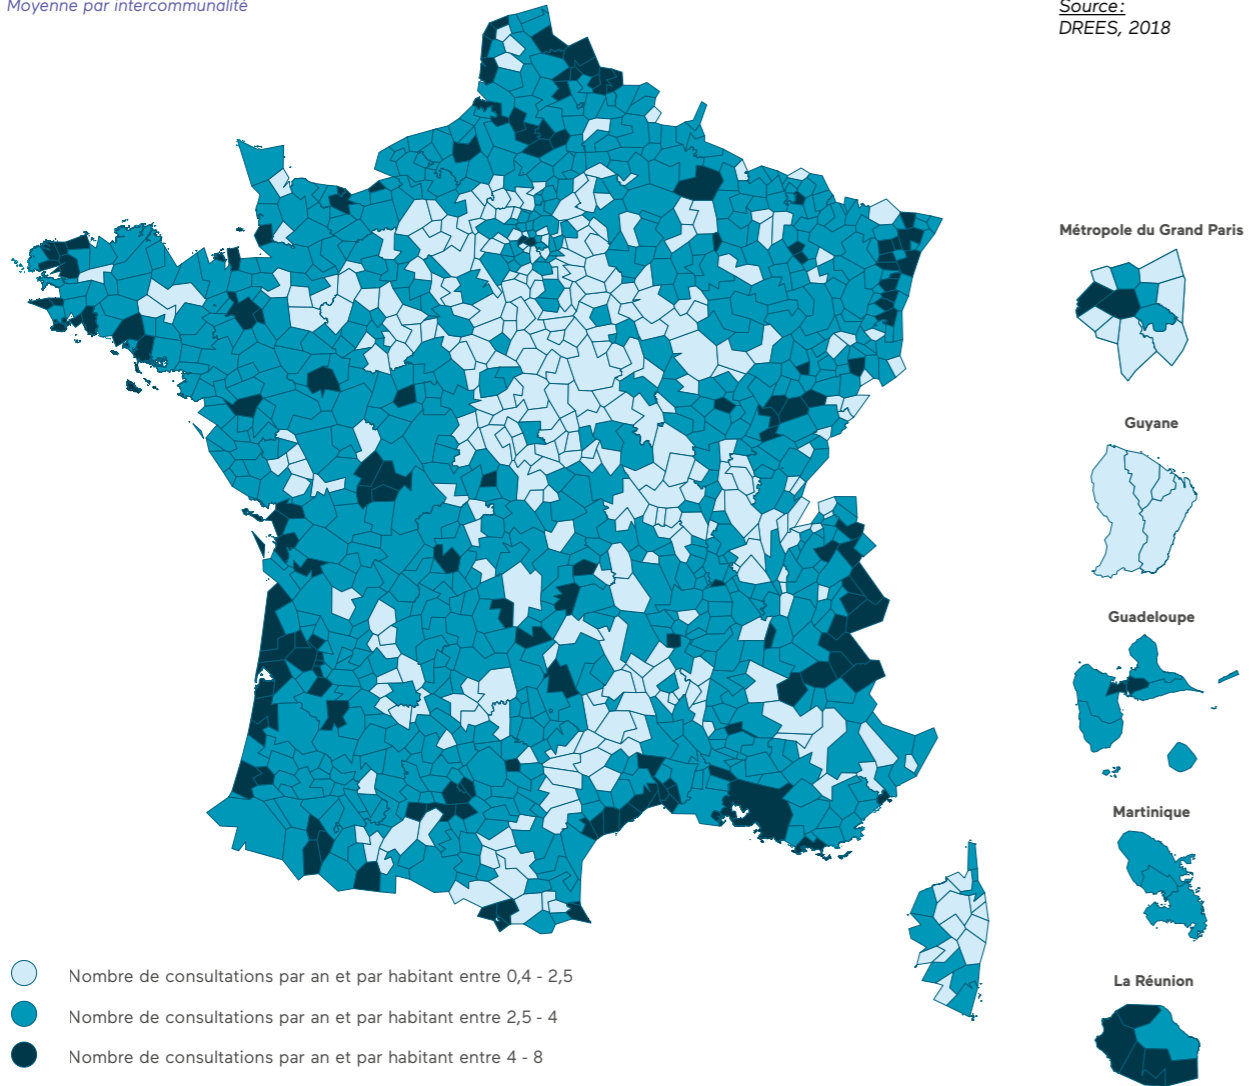 Moyenne par intercommunalité
Source:
DREES, 2018
Métropole du Grand Paris
Guyane
Guadeloupe
Martinique
La Réunion
Nombre de consultations par an et par habitant entre 0,4 - 2,5
Nombre de consultations par an et par habitant entre 2,5 - 4
Nombre de consultations par an et par habitant entre 4 - 8